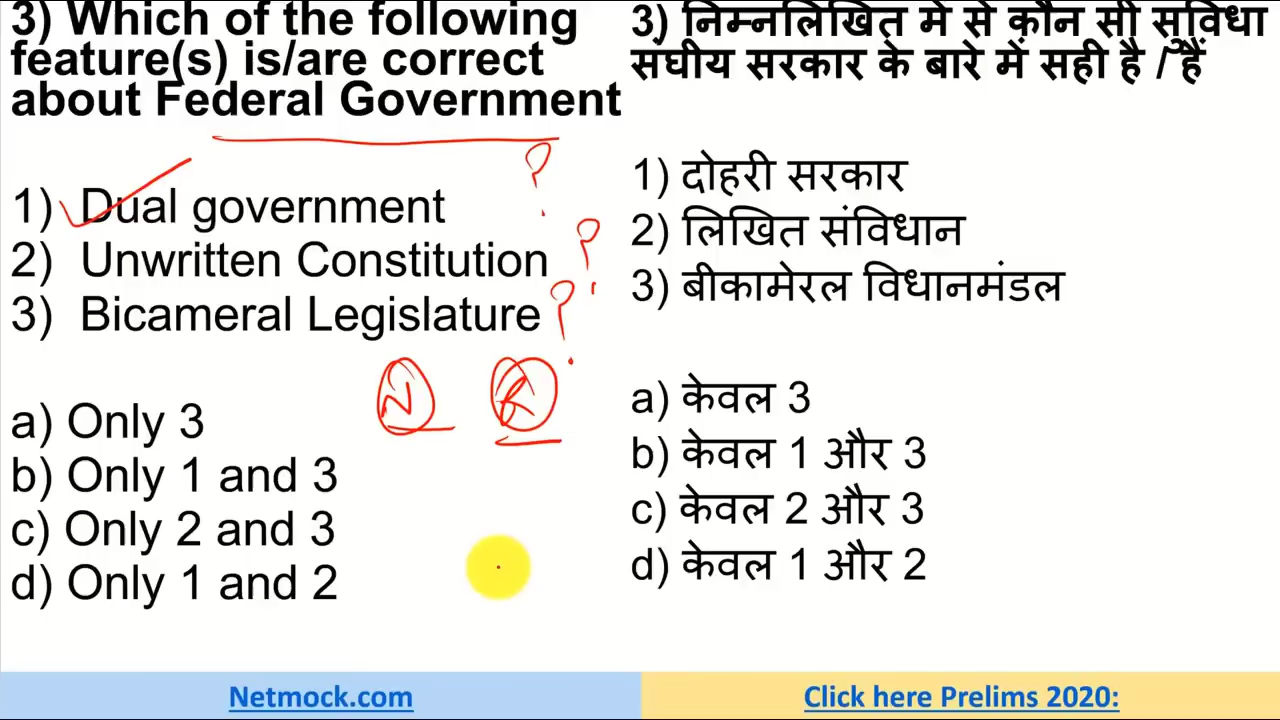 3) Which of the following
feature(s) is/are correct
about Federal Government
1) Dual government
2) Unwritten Constitution
3) Bicameral Legislature
a) Only 3
b) Only 1 and 3
c) Only 2 and 3
d) Only 1 and 2
3) निम्नलिखित में से कौन सी सुविधा
संघीय सरकार के बारे में सही है / हैं
1) दोहरी सरकार
2) लिखित संविधान
3) बीकामेरल विधानमंडल
a) केवल 3
b) केवल 1 और 3
c) केवल 2 और 3
d) केवल 1 और 2
? 
?
?
N
Netmock.com
Click here Prelims 2020: